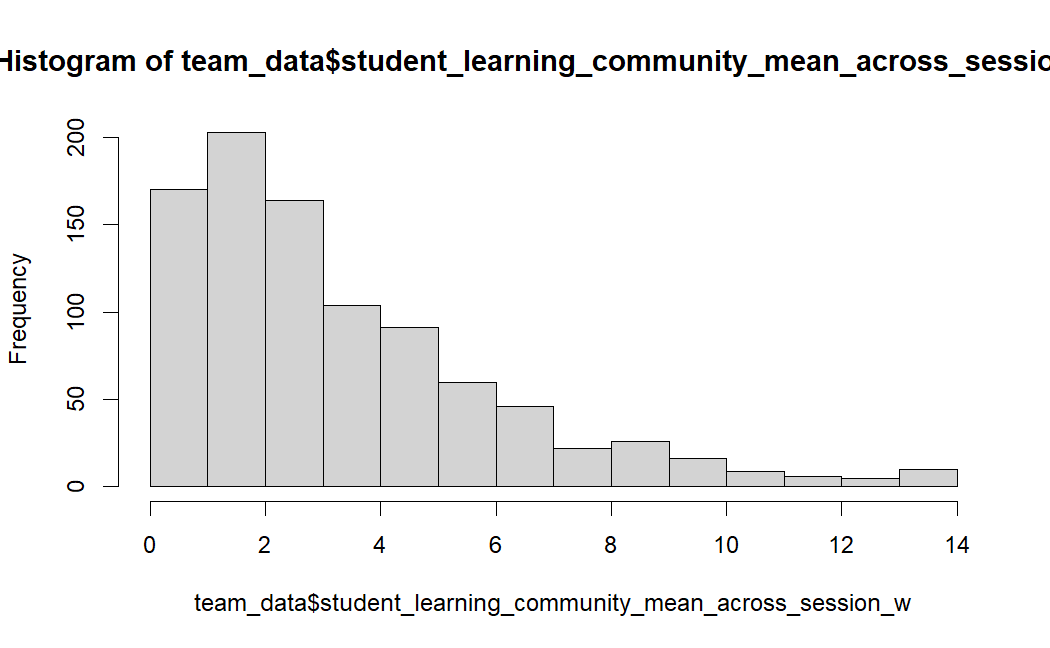 Histogram of team_data$student_learning_community_mean_across_sessio
200
150
100
50
0
Frequency
0 2 4 6 8 10 12 14
team_data$student_learning_community_mean_across_session_w